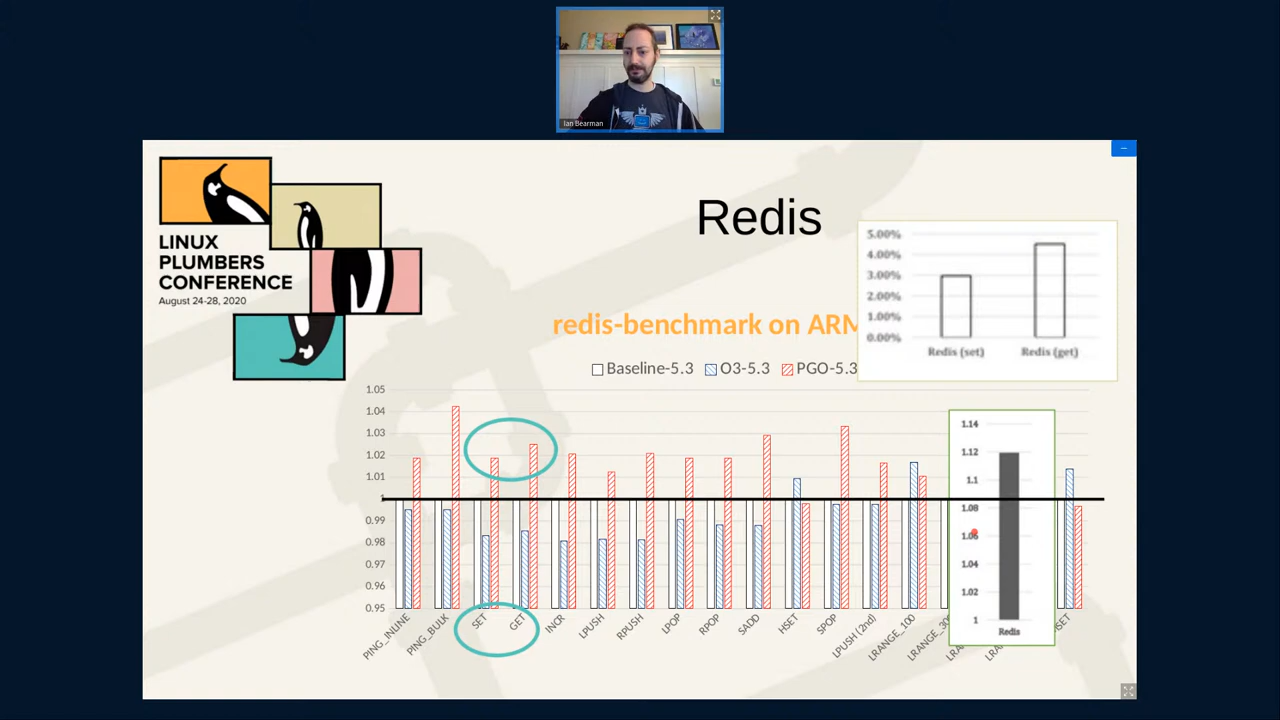 Ian Bearman
LINUX
PLUMBERS
CONFERENCE
August 24-28, 2020
Redis
redis-benchmark on ARM
Baseline-5.3
O3-5.3
PGO-5.3
1.05
1.04
1.03
1.02
1.01
1
0.99
0.98
0.97
0.96
0.95
PING_INLINE
PING_BULK
SET
GET
INCR
LPUSH
RPUSH
LPOP
RPOP
SADD
HSET
SPOP
LPUSH (2nd)
LRANGE_100
5.00%
4.00%
3.00%
2.00%
1.00%
0.00%
Redis (set)
Redis (get)
1.14
1.12
1.1
1.08
1.06
1.04
1.02
1
Redis